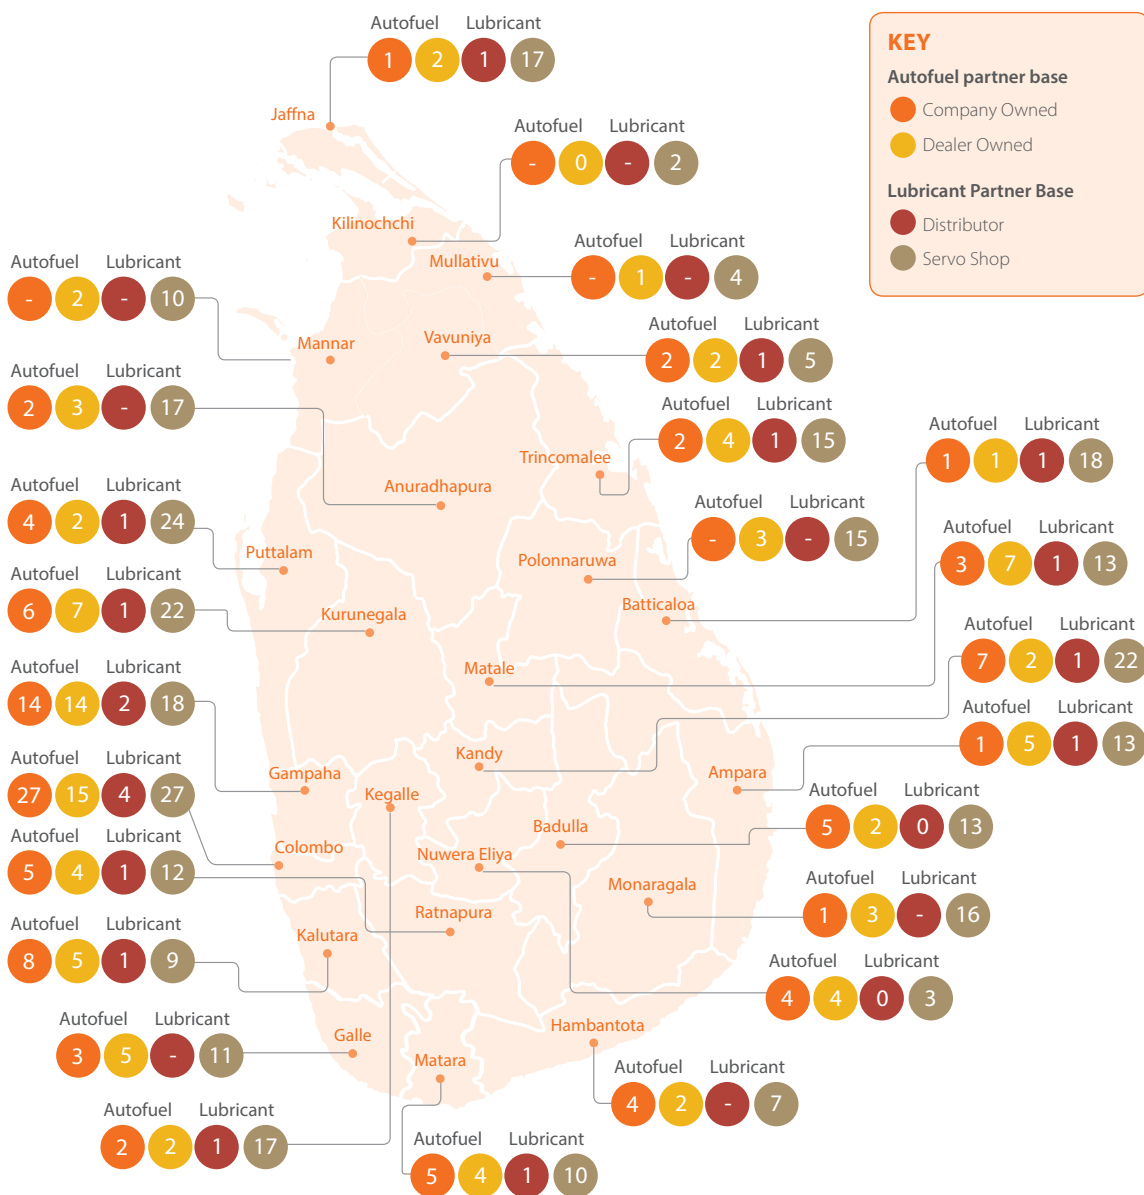 Autofuel Lubricant
1 2 1 17
Jaffna
KEY
Autofuel partner base
Company Owned
Dealer Owned
Lubricant Partner Base
Distributor
Servo Shop
Autofuel Lubricant
- 0 - 2
Kilinochchi
Autofuel Lubricant
- 1 - 4
Mullativu
Autofuel Lubricant
- 2 - 10
Mannar
Autofuel Lubricant
2 2 1 5
Vavuniya
Autofuel Lubricant
2 3 - 17
Anuradhapura
Autofuel Lubricant
2 4 1 15
Trincomalee
Autofuel Lubricant
1 1 1 18
Batticaloa
Autofuel Lubricant
4 2 1 24
Puttalam
Autofuel Lubricant
- 3 - 15
Polonnaruwa
Autofuel Lubricant
3 7 1 13
Matale
Autofuel Lubricant
6 7 1 22
Kurunegala
Autofuel Lubricant
7 2 1 22
Kandy
Autofuel Lubricant
14 14 2 18
Gampaha
Autofuel Lubricant
1 5 1 13
Ampara
Autofuel Lubricant
27 15 4 27
Colombo
Kegalle
Autofuel Lubricant
5 2 0 13
Badulla
Autofuel Lubricant
5 4 1 12
Ratnapura
Nuwera Eliya
Autofuel Lubricant
1 3 - 16
Monaragala
Autofuel Lubricant
8 5 1 9
Kalutara
Autofuel Lubricant
4 4 0 3
Autofuel Lubricant
3 5 - 11
Galle
Hambantota
Autofuel Lubricant
4 2 - 7
Matara
Autofuel Lubricant
2 2 1 17
Autofuel Lubricant
5 4 1 10